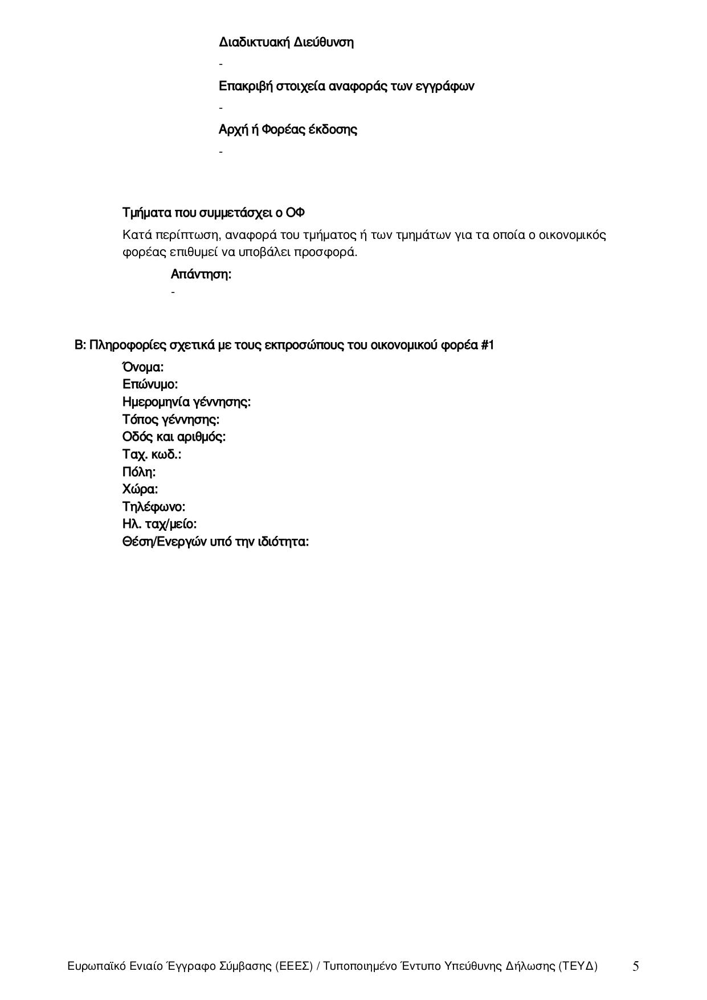 Διαδικτυακή Διεύθυνση
-
Επακριβή στοιχεία αναφοράς των εγγράφων
-
Αρχή ή Φορέας έκδοσης
-
Τμήματα που συμμετάσχει ο ΟΦ
Κατά περίπτωση, αναφορά του τμήματος ή των τμημάτων για τα οποία ο οικονομικός
φορέας επιθυμεί να υποβάλει προσφορά.
Απάντηση:
-
Β: Πληροφορίες σχετικά με τους εκπροσώπους του οικονομικού φορέα #1
Όνομα:
Επώνυμο:
Ημερομηνία γέννησης:
Τόπος γέννησης:
Οδός και αριθμός:
Ταχ. κωδ.:
Πόλη:
Χώρα:
Τηλέφωνο:
Ηλ. ταχ/μείο:
Θέση/Ενεργών υπό την ιδιότητα:
Ευρωπαϊκό Ενιαίο Έγγραφο Σύμβασης (ΕΕΕΣ) / Τυποποιημένο Έντυπο Υπεύθυνης Δήλωσης (ΤΕΥΔ) 5